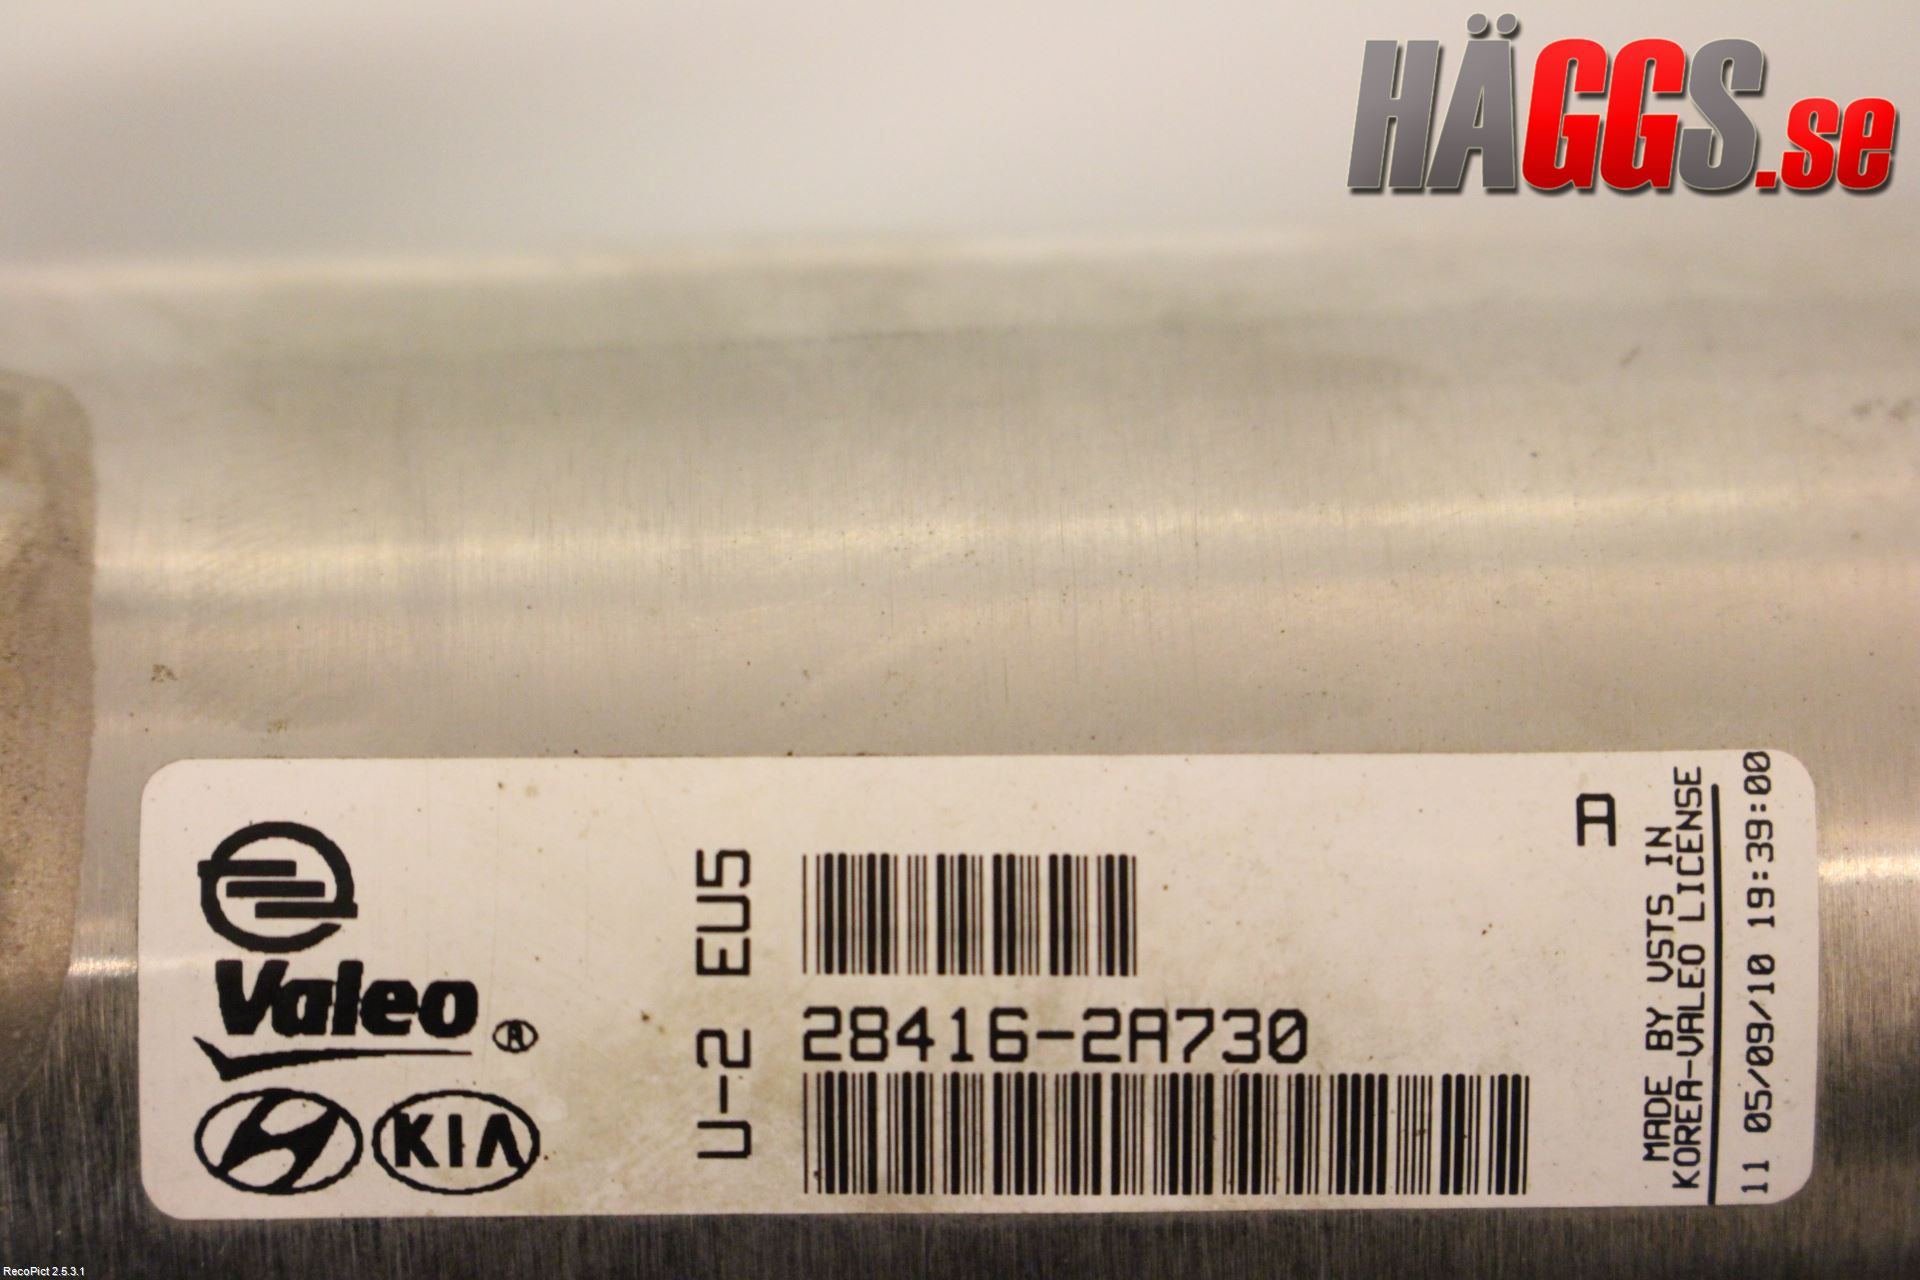 HÄGGS.se
Valeo
®
KIA
U-2 EU5
28416-2A730
A
MADE BY VSTS IN
KOREA-VALEO LICENSE
11 05/09/10 19:39:00
RecoPict 2.5.3.1